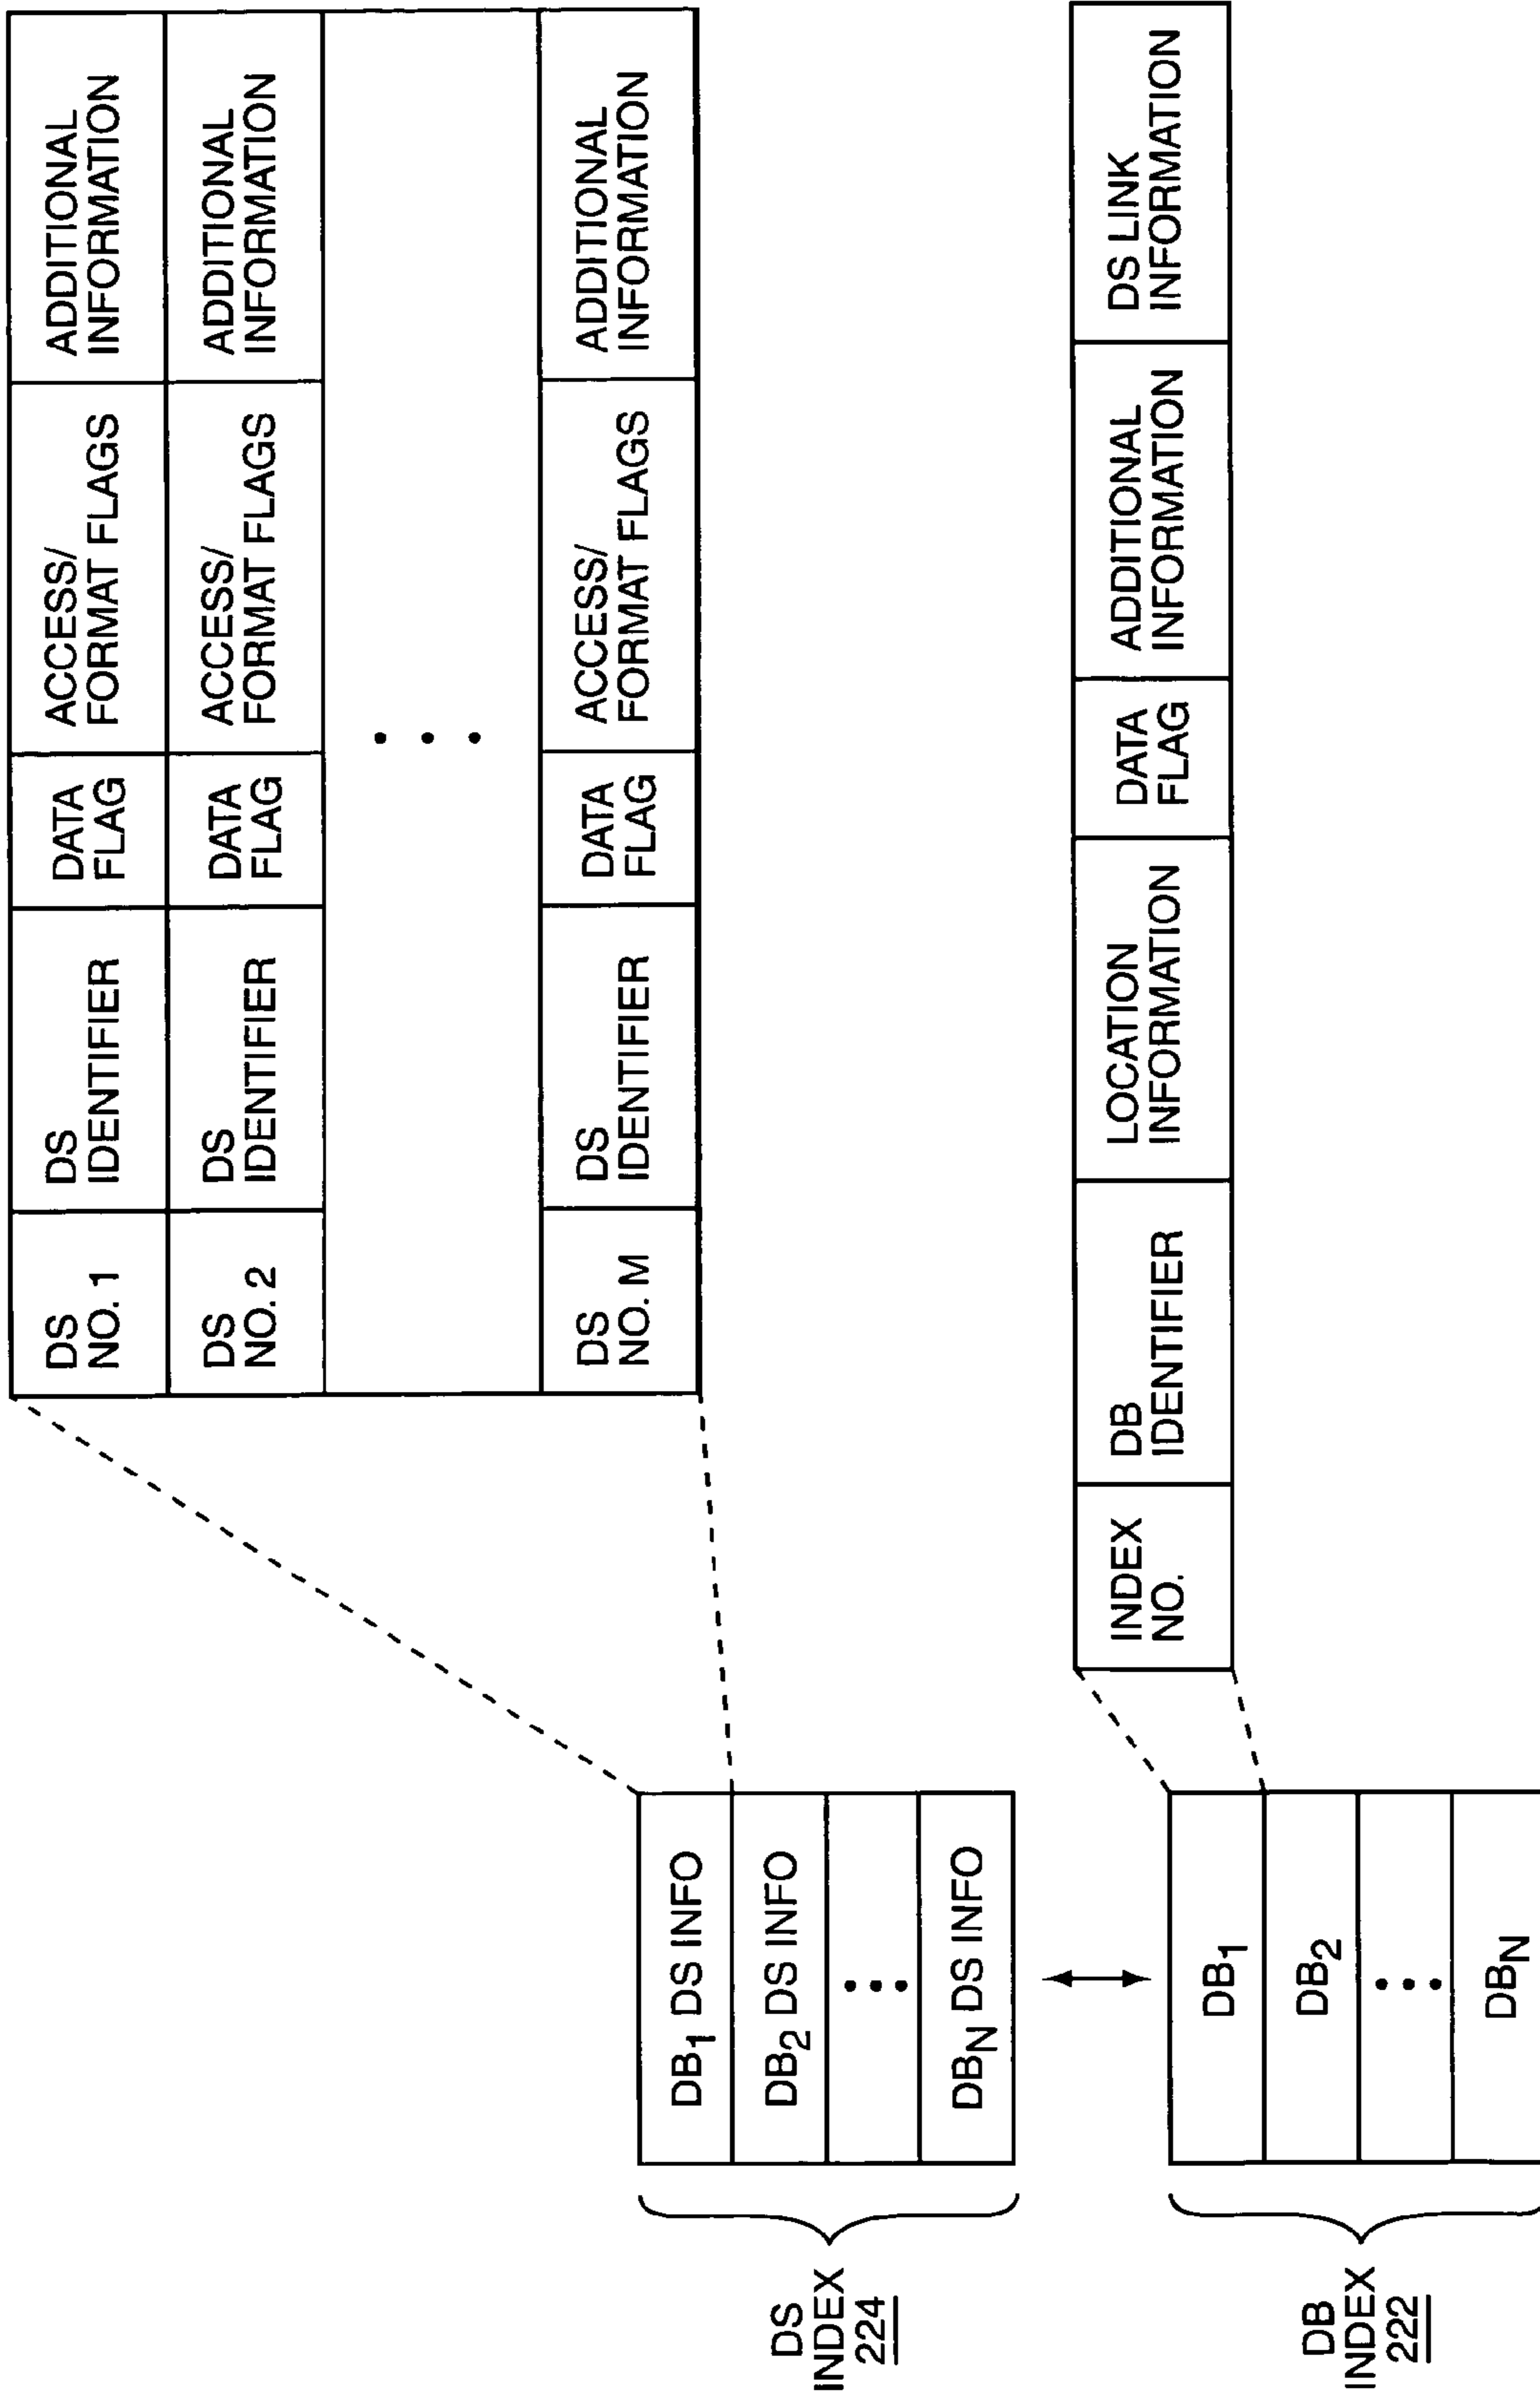 DS
NO. 1
DS
IDENTIFIER
DATA
FLAG
ACCESS/
FORMAT FLAGS
ADDITIONAL
INFORMATION
DS
NO. 2
DS
IDENTIFIER
DATA
FLAG
ACCESS/
FORMAT FLAGS
ADDITIONAL
INFORMATION
• • •
DS
NO. M
DS
IDENTIFIER
DATA
FLAG
ACCESS/
FORMAT FLAGS
ADDITIONAL
INFORMATION
DS
INDEX
224
DB1 DS INFO
DB2 DS INFO
• • •
DBN DS INFO
INDEX
NO.
DB
IDENTIFIER
LOCATION
INFORMATION
DATA
FLAG
ADDITIONAL
INFORMATION
DS LINK
INFORMATION
DB
INDEX
222
DB1
DB2
• • •
DBN